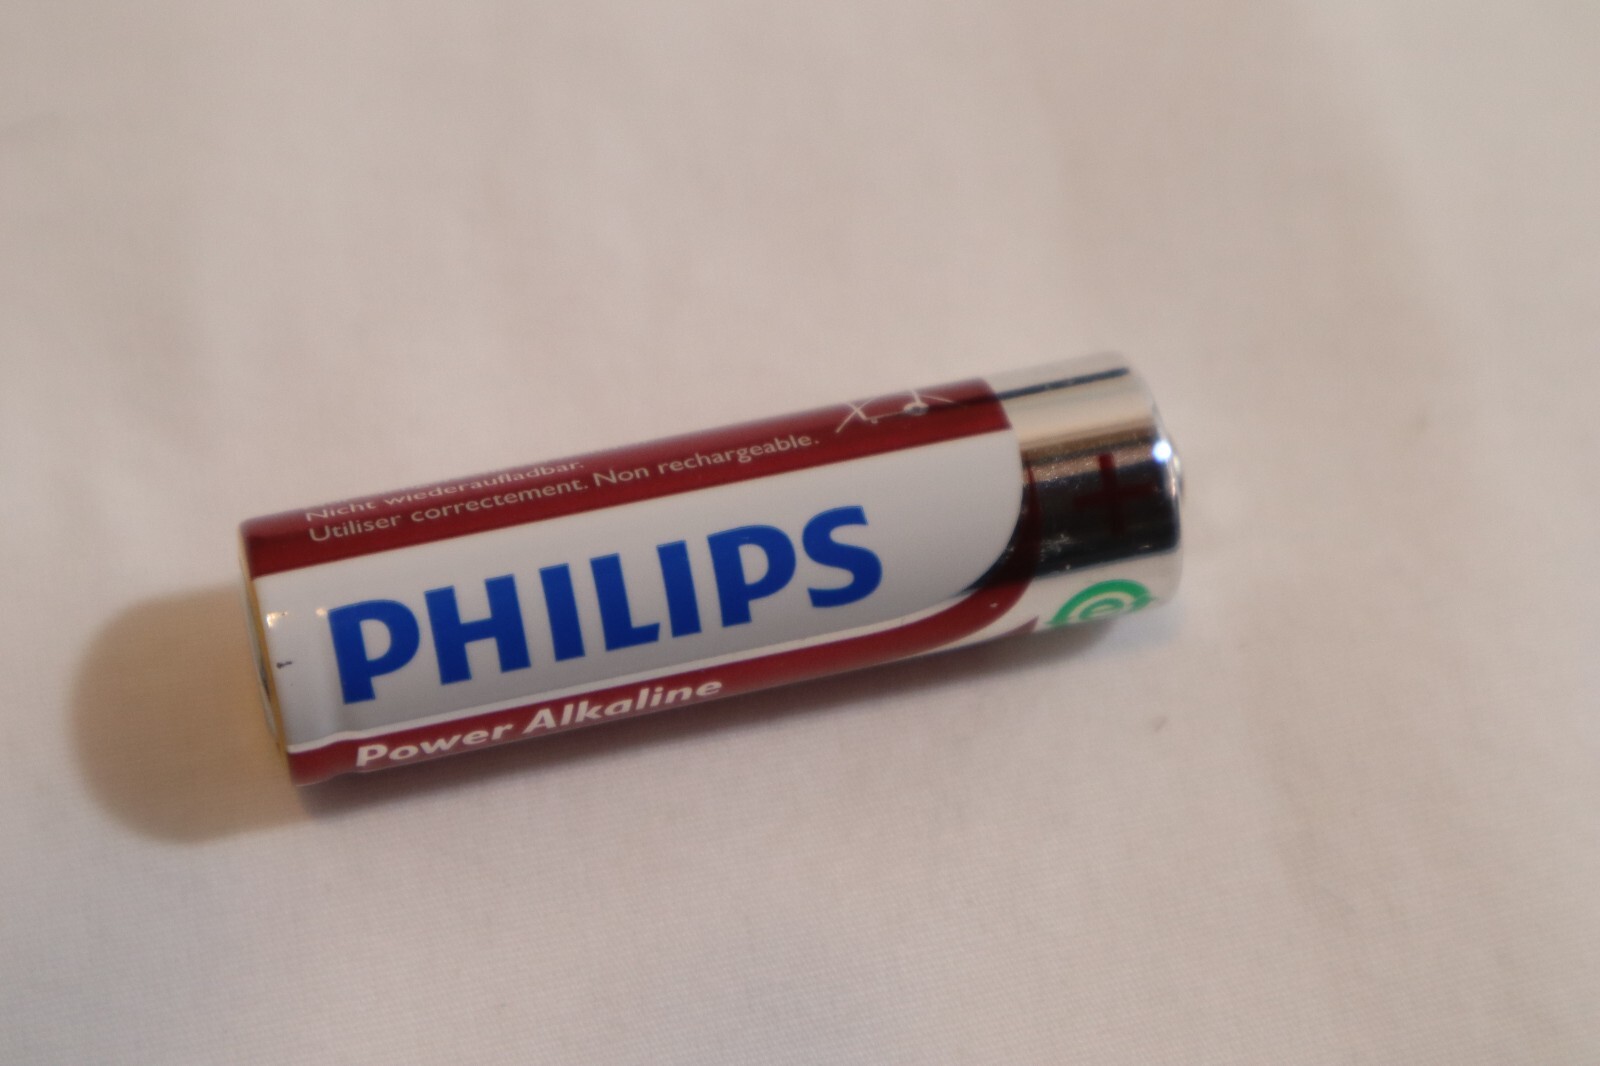 Nicht wiederaufladbar.
Utiliser correctement. Non rechargeable.
PHILIPS
Power Alkaline
+
e